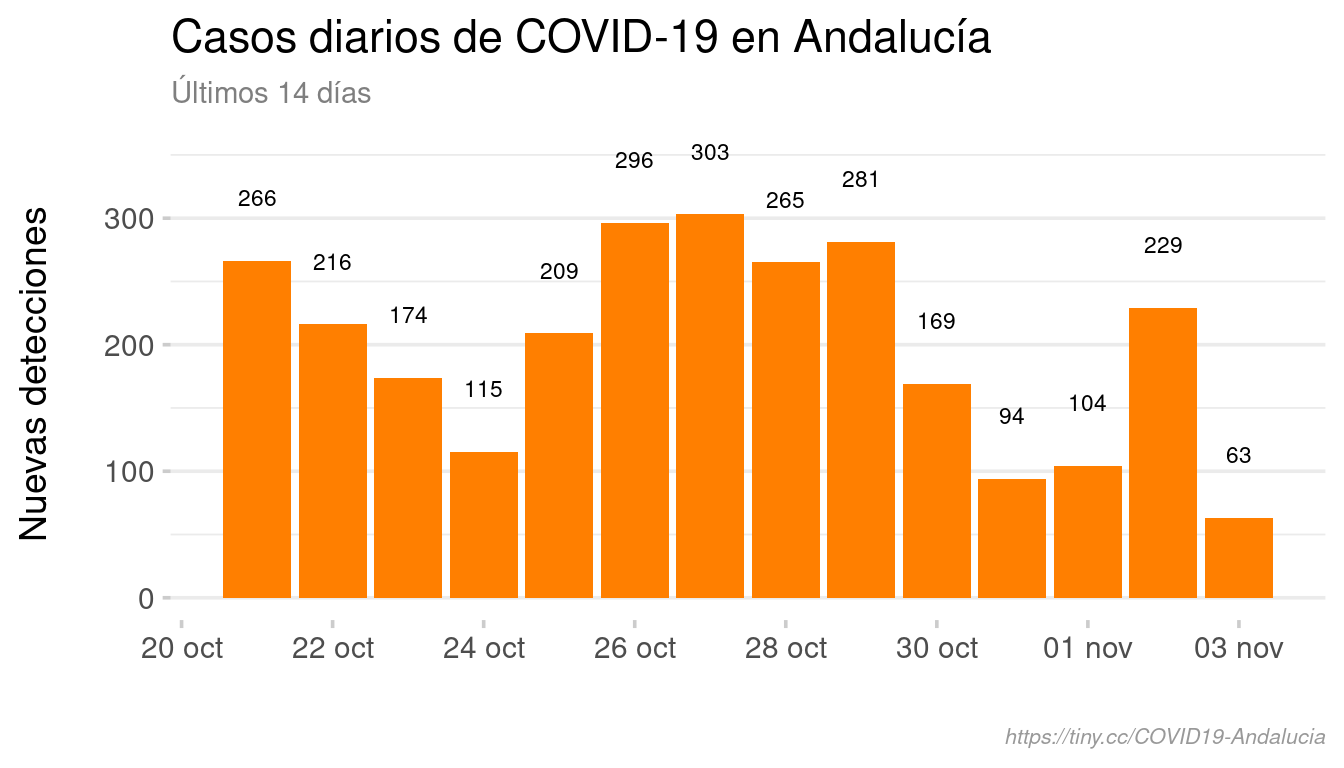 Casos diarios de COVID-19 en Andalucía
Últimos 14 días
Nuevas detecciones
300
200
100
0
266
216
174
115
209
296
303
265
281
169
94
104
229
63
20 oct
22 oct
24 oct
26 oct
28 oct
30 oct
01 nov
03 nov
https://tiny.cc/COVID19-Andalucia